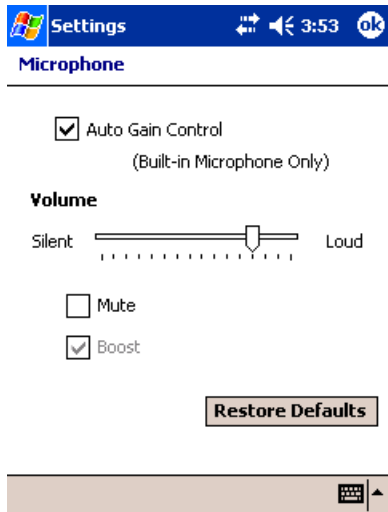 Settings 3:53 ok
Microphone
Auto Gain Control
(Built-in Microphone Only)
Volume
Silent Loud
Mute
Boost
Restore Defaults